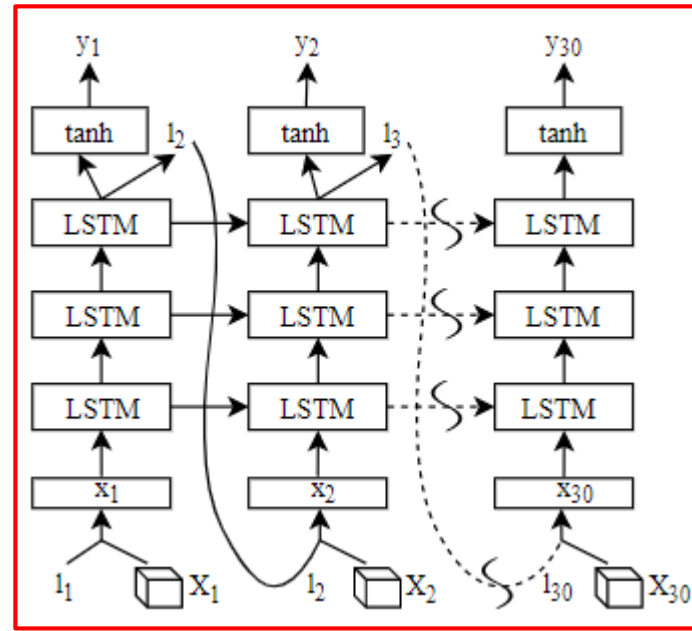 y1 y2 y30
tanh l2 tanh l3 tanh
LSTM LSTM LSTM
LSTM LSTM LSTM
LSTM LSTM LSTM
x1 x2 x30
l1 X1 l2 X2 l30 X30